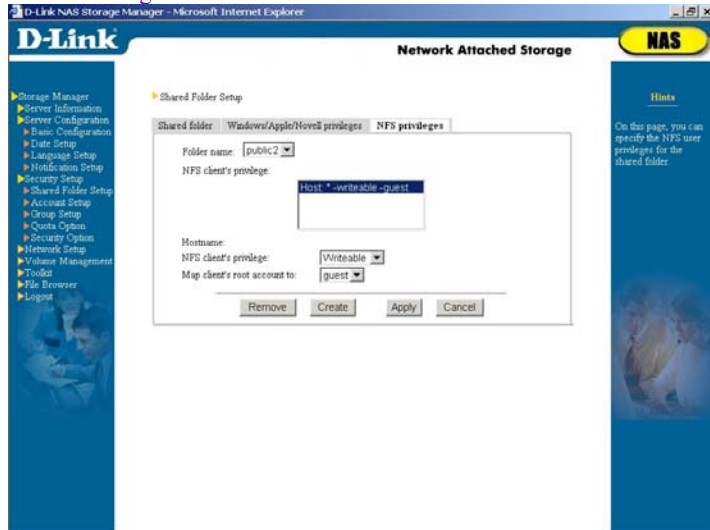 D-Link NAS Storage Manager - Microsoft Internet Explorer
D-Link
Network Attached Storage
NAS
Storage Manager
Server Information
Server Configuration
Basic Configuration
Date Setup
Language Setup
Notification Setup
Security Setup
Shared Folder Setup
Account Setup
Group Setup
Quota Option
Security Option
Network Setup
Volume Management
Toolkit
File Browser
Logout
Shared Folder Setup
Shared folder Windows/Apple/Novell privileges NFS privileges
Folder name: public2
NFS client's privilege:
Host: * -writeable -guest
Hostname:
NFS client's privilege: Writeable
Map client's root account to: guest
Remove Create Apply Cancel
Hints
On this page, you can
specify the NFS user
privileges for the
shared folder.